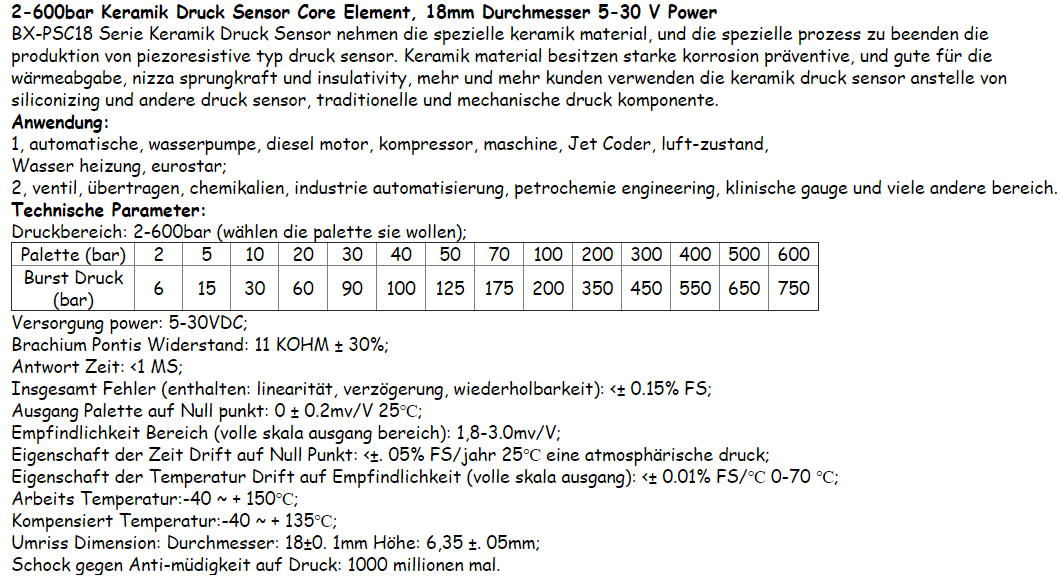 2-600bar Keramik Druck Sensor Core Element, 18mm Durchmesser 5-30 V Power
BX-PSC18 Serie Keramik Druck Sensor nehmen die spezielle keramik material, und die spezielle prozess zu beenden die
produktion von piezoresistive typ druck sensor. Keramik material besitzen starke korrosion präventive, und gute für die
wärmeabgabe, nizza sprungkraft und insulativity, mehr und mehr kunden verwenden die keramik druck sensor anstelle von
siliconizing und andere druck sensor, traditionelle und mechanische druck komponente.
Anwendung:
1, automatische, wasserpumpe, diesel motor, kompressor, maschine, Jet Coder, luft-zustand,
Wasser heizung, eurostar;
2, ventil, übertragen, chemikalien, industrie automatisierung, petrochemie engineering, klinische gauge und viele andere bereich.
Technische Parameter:
Druckbereich: 2-600bar (wählen die palette sie wollen);
Palette (bar) 2 5 10 20 30 40 50 70 100 200 300 400 500 600
Burst Druck
(bar) 6 15 30 60 90 100 125 175 200 350 450 550 650 750
Versorgung power: 5-30VDC;
Brachium Pontis Widerstand: 11 KOHM ± 30%;
Antwort Zeit: <1 MS;
Insgesamt Fehler (enthalten: linearität, verzögerung, wiederholbarkeit): <± 0.15% FS;
Ausgang Palette auf Null punkt: 0 ± 0.2mv/V 25℃;
Empfindlichkeit Bereich (volle skala ausgang bereich): 1,8-3.0mv/V;
Eigenschaft der Zeit Drift auf Null Punkt: <±. 05% FS/jahr 25℃ eine atmosphärische druck;
Eigenschaft der Temperatur Drift auf Empfindlichkeit (volle skala ausgang): <± 0.01% FS/℃ 0-70 ℃;
Arbeits Temperatur:-40 ~ + 150℃;
Kompensiert Temperatur:-40 ~ + 135℃;
Umriss Dimension: Durchmesser: 18±0. 1mm Höhe: 6,35 ±. 05mm;
Schock gegen Anti-müdigkeit auf Druck: 1000 millionen mal.